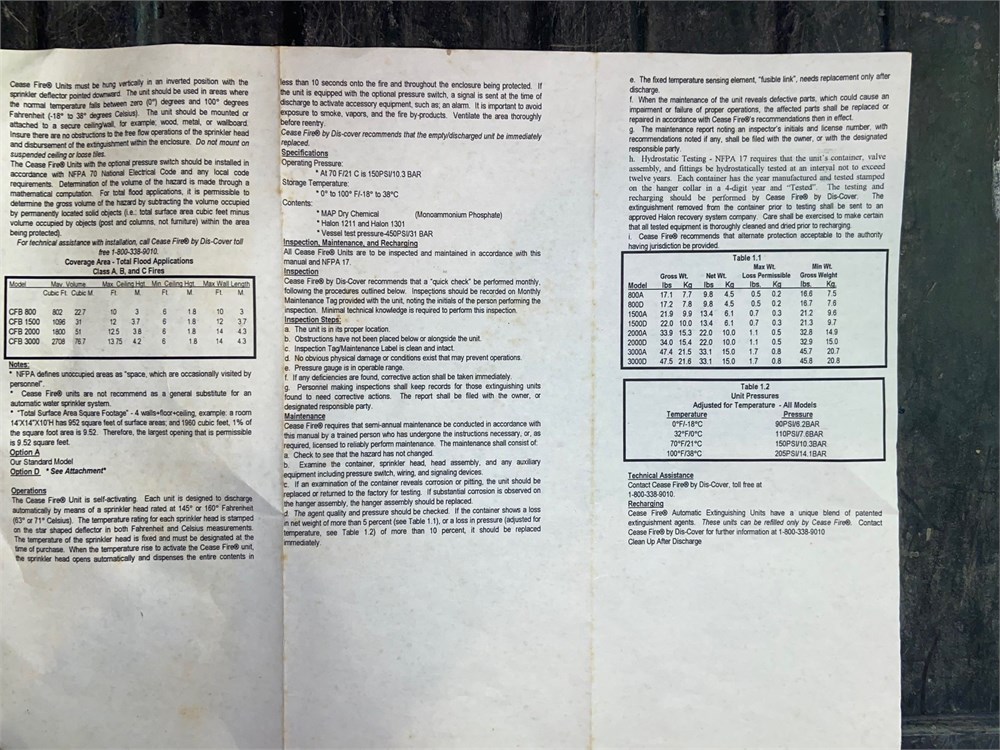 Cease Fire® Units must be hung vertically in an inverted position with the
sprinkler deflector pointed downward. The unit should be used in areas where
the normal temperature falls between zero (0°) degrees and 100° degrees
Fahrenheit (-18° to 38° degrees Celsius). The unit should be mounted or
attached to a secure ceiling/wall, for example; wood, metal, or wallboard.
Insure there are no obstructions to the free flow operations of the sprinkler head
and disbursement of the extinguishment within the enclosure. Do not mount on
suspended ceiling or loose tiles.
The Cease Fire® Units with the optional pressure switch should be installed in
accordance with NFPA 70 National Electrical Code and any local code
requirements. Determination of the volume of the hazard is made through a
mathematical computation. For total flood applications, it is permissible to
determine the gross volume of the hazard by subtracting the volume occupied
by permanently located solid objects (i.e.: total surface area cubic feet minus
volume occupied by objects (post and columns, not furniture) within the area
being protected).
For technical assistance with installation, call Cease Fire® by Dis-Cover toll
free 1-800-338-9010.
Coverage Area - Total Flood Applications
Class A, B, and C Fires
Model Max. Volume Max. Ceiling Hgt. Min. Ceiling Hgt. Max Wall Length
Cubic Ft. Cubic M. Ft. M. Ft. M. Ft. M.
CFB 800 802 22.7 10 3 6 1.8 10 3
CFB 1500 1096 31 12 3.7 6 1.8 12 3.7
CFB 2000 1800 51 12.5 3.8 6 1.8 14 4.3
CFB 3000 2708 76.7 13.75 4.2 6 1.8 14 4.3
Notes:
* NFPA defines unoccupied areas as "space, which are occasionally visited by
personnel".
* Cease Fire® units are not recommend as a general substitute for an
automatic water sprinkler system.
* "Total Surface Area Square Footage" - 4 walls+floor+ceiling, example: a room
14'X14'X10'H has 952 square feet of surface areas; and 1960 cubic feet, 1% of
the square foot area is 9.52. Therefore, the largest opening that is permissible
is 9.52 square feet.
Option A
Our Standard Model
Option D *See Attachment*
Operations
The Cease Fire® Unit is self-activating. Each unit is designed to discharge
automatically by means of a sprinkler head rated at 145° or 160° Fahrenheit
(63° or 71° Celsius). The temperature rating for each sprinkler head is stamped
on the star shaped deflector in both Fahrenheit and Celsius measurements.
The temperature of the sprinkler head is fixed and must be designated at the
time of purchase. When the temperature rise to activate the Cease Fire® unit,
the sprinkler head opens automatically and dispenses the entire contents in
less than 10 seconds onto the fire and throughout the enclosure being protected. If
the unit is equipped with the optional pressure switch, a signal is sent at the time of
discharge to activate accessory equipment, such as; an alarm. It is important to avoid
exposure to smoke, vapors, and the fire by-products. Ventilate the area thoroughly
before reentry.
Cease Fire® by Dis-cover recommends that the empty/discharged unit be immediately
replaced.
Specifications
Operating Pressure:
* At 70 F/21 C is 150PSI/10.3 BAR
Storage Temperature:
* 0° to 100° F/-18° to 38°C
Contents:
* MAP Dry Chemical (Monoammonium Phosphate)
* Halon 1211 and Halon 1301
* Vessel test pressure-450PSI/31 BAR
Inspection, Maintenance, and Recharging
All Cease Fire® Units are to be inspected and maintained in accordance with this
manual and NFPA 17.
Inspection
Cease Fire® by Dis-Cover recommends that a "quick check" be performed monthly,
following the procedures outlined below. Inspections should be recorded on Monthly
Maintenance Tag provided with the unit, noting the initials of the person performing the
inspection. Minimal technical knowledge is required to perform this inspection.
Inspection Steps:
a. The unit is in its proper location.
b. Obstructions have not been placed below or alongside the unit.
c. Inspection Tag/Maintenance Label is clean and intact.
d. No obvious physical damage or conditions exist that may prevent operations.
e. Pressure gauge is in operable range.
f. If any deficiencies are found, corrective action shall be taken immediately.
g. Personnel making inspections shall keep records for those extinguishing units
found to need corrective actions. The report shall be filed with the owner, or
designated responsible party.
Maintenance
Cease Fire® requires that semi-annual maintenance be conducted in accordance with
this manual by a trained person who has undergone the instructions necessary, or, as
required, licensed to reliably perform maintenance. The maintenance shall consist of:
a. Check to see that the hazard has not changed.
b. Examine the container, sprinkler, head, head assembly, and any auxiliary
equipment including pressure switch, wiring, and signaling devices.
c. If an examination of the container reveals corrosion or pitting, the unit should be
replaced or returned to the factory for testing. If substantial corrosion is observed on
the hanger assembly, the hanger assembly should be replaced.
d. The agent quality and pressure should be checked. If the container shows a loss
in net weight of more than 5 percent (see Table 1.1), or a loss in pressure (adjusted for
temperature, see Table 1.2) of more than 10 percent, it should be replaced
immediately.
e. The fixed temperature sensing element, "fusible link", needs replacement only after
discharge.
f. When the maintenance of the unit reveals defective parts, which could cause an
impairment or failure of proper operations, the affected parts shall be replaced or
repaired in accordance with Cease Fire®'s recommendations then in effect.
g. The maintenance report noting an inspector's initials and license number, with
recommendations noted if any, shall be filed with the owner, or with the designated
responsible party.
h. Hydrostatic Testing - NFPA 17 requires that the unit's container, valve
assembly, and fittings be hydrostatically tested at an interval not to exceed
twelve years. Each container has the year manufactured and tested stamped
on the hanger collar in a 4-digit year and "Tested". The testing and
recharging should be performed by Cease Fire® by Dis-Cover. The
extinguishment removed from the container prior to testing shall be sent to an
approved Halon recovery system company. Care shall be exercised to make certain
that all tested equipment is thoroughly cleaned and dried prior to recharging.
i. Cease Fire® recommends that alternate protection acceptable to the authority
having jurisdiction be provided.
Table 1.1
Max Wt. Min Wt.
Gross Wt. Net Wt. Loss Permissible Gross Weight
Model lbs Kg lbs. Kg lbs. Kg lbs. Kg.
800A 17.1 7.7 9.8 4.5 0.5 0.2 16.6 7.5
800D 17.2 7.8 9.8 4.5 0.5 0.2 16.7 7.6
1500A 21.9 9.9 13.4 6.1 0.7 0.3 21.2 9.6
1500D 22.0 10.0 13.4 6.1 0.7 0.3 21.3 9.7
2000A 33.9 15.3 22.0 10.0 1.1 0.5 32.8 14.9
2000D 34.0 15.4 22.0 10.0 1.1 0.5 32.9 15.0
3000A 47.4 21.5 33.1 15.0 1.7 0.8 45.7 20.7
3000D 47.5 21.6 33.1 15.0 1.7 0.8 45.8 20.8
Table 1.2
Unit Pressures
Adjusted for Temperature - All Models
Temperature Pressure
0°F/-18°C 90PSI/6.2BAR
32°F/0°C 110PSI/7.6BAR
70°F/21°C 150PSI/10.3BAR
100°F/38°C 205PSI/14.1BAR
Technical Assistance
Contact Cease Fire® by Dis-Cover, toll free at
1-800-338-9010.
Recharging
Cease Fire® Automatic Extinguishing Units have a unique blend of patented
extinguishment agents. These units can be refilled only by Cease Fire®. Contact
Cease Fire® by Dis-Cover for further information at 1-800-338-9010
Clean Up After Discharge